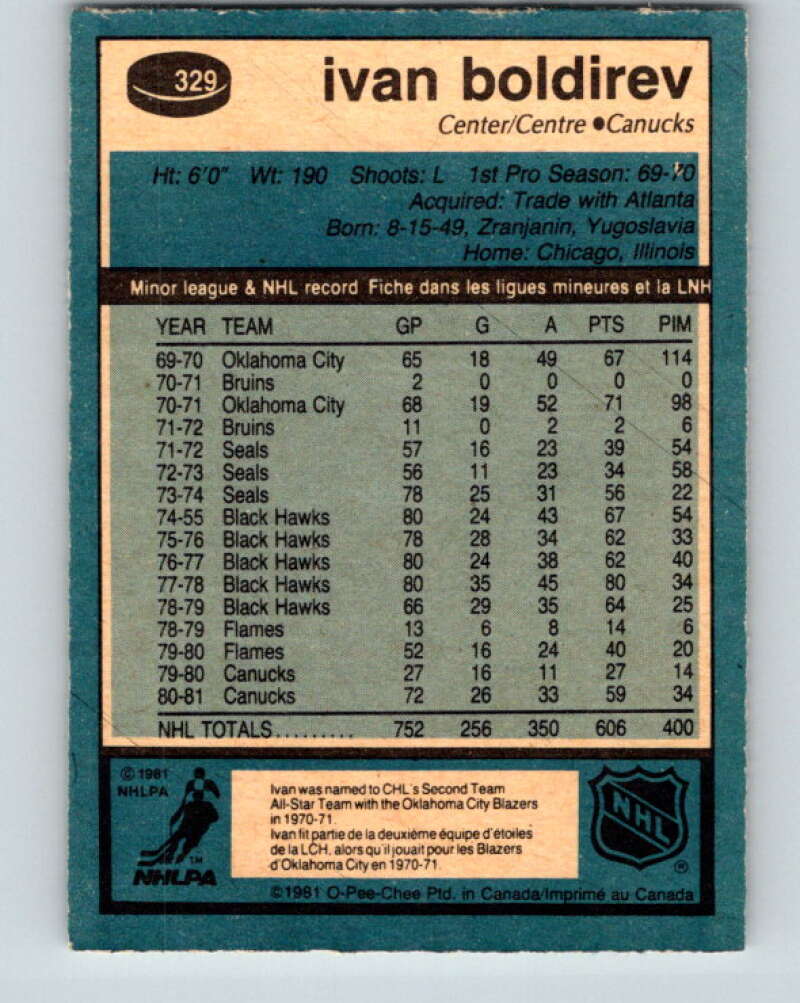 329
ivan boldirev
Center/Centre ●Canucks
Ht: 6'0" Wt: 190 Shoots: L 1st Pro Season: 69-70
Acquired: Trade with Atlanta
Born: 8-15-49, Zranjanin, Yugoslavia
Home: Chicago, Illinois
Minor league & NHL record Fiche dans les ligues mineures et la LNH
YEAR TEAM GP G A PTS PIM
69-70 Oklahoma City 65 18 49 67 114
70-71 Bruins 2 0 0 0 0
70-71 Oklahoma City 68 19 52 71 98
71-72 Bruins 11 0 2 2 6
71-72 Seals 57 16 23 39 54
72-73 Seals 56 11 23 34 58
73-74 Seals 78 25 31 56 22
74-55 Black Hawks 80 24 43 67 54
75-76 Black Hawks 78 28 34 62 33
76-77 Black Hawks 80 24 38 62 40
77-78 Black Hawks 80 35 45 80 34
78-79 Black Hawks 66 29 35 64 25
78-79 Flames 13 6 8 14 6
79-80 Flames 52 16 24 40 20
79-80 Canucks 27 16 11 27 14
80-81 Canucks 72 26 33 59 34
NHL TOTALS......... 752 256 350 606 400
© 1981
NHLPA
TM
NHLPA
Ivan was named to CHL's Second Team
All-Star Team with the Oklahoma City Blazers
in 1970-71.
Ivan fit partie de la deuxième équipe d'étoiles
de la LCH, alors qu'il jouait pour les Blazers
d'Oklahoma City en 1970-71.
NHL
®
©1981 O-Pee-Chee Ptd. in Canada/Imprimé au Canada